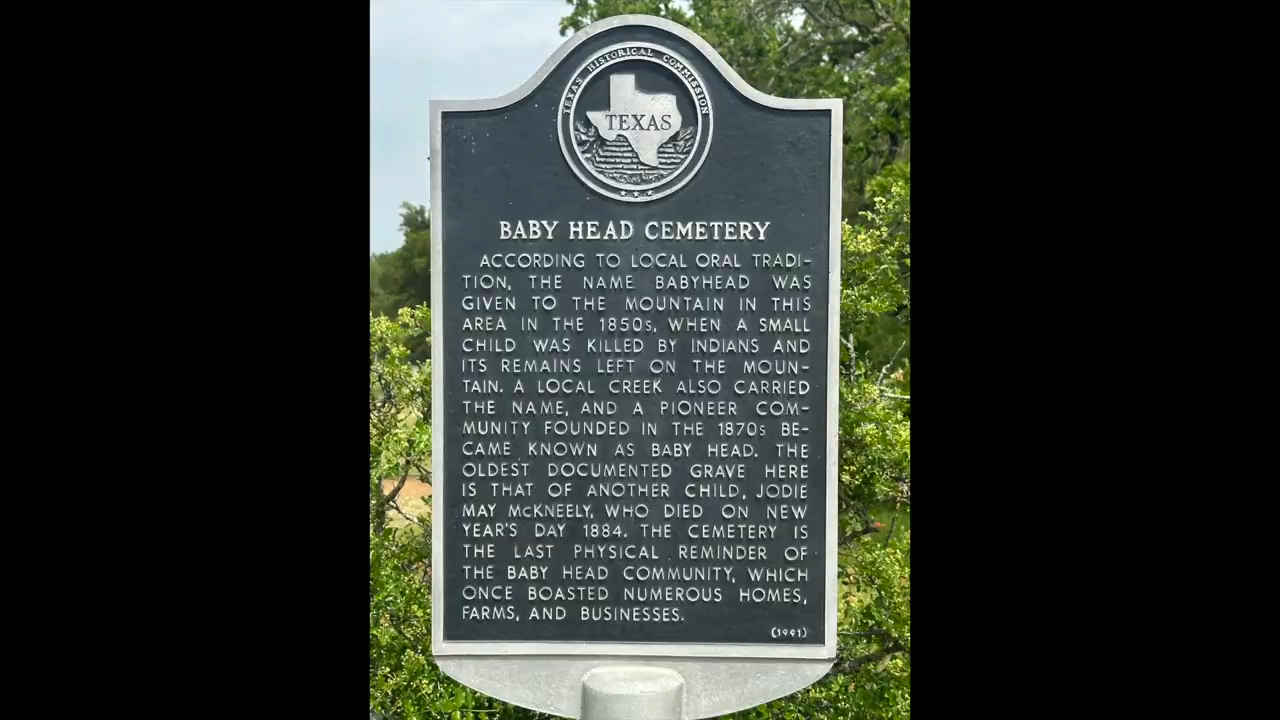 TEXAS HISTORICAL COMMISSION
TEXAS
BABY HEAD CEMETERY
ACCORDING TO LOCAL ORAL TRADI-
TION, THE NAME BABYHEAD WAS
GIVEN TO THE MOUNTAIN IN THIS
AREA IN THE 1850s, WHEN A SMALL
CHILD WAS KILLED BY INDIANS AND
ITS REMAINS LEFT ON THE MOUN-
TAIN. A LOCAL CREEK ALSO CARRIED
THE NAME, AND A PIONEER COM-
MUNITY FOUNDED IN THE 1870s BE-
CAME KNOWN AS BABY HEAD. THE
OLDEST DOCUMENTED GRAVE HERE
IS THAT OF ANOTHER CHILD, JODIE
MAY McKNEELY, WHO DIED ON NEW
YEAR'S DAY 1884. THE CEMETERY IS
THE LAST PHYSICAL REMINDER OF
THE BABY HEAD COMMUNITY, WHICH
ONCE BOASTED NUMEROUS HOMES,
FARMS, AND BUSINESSES.
(1991)